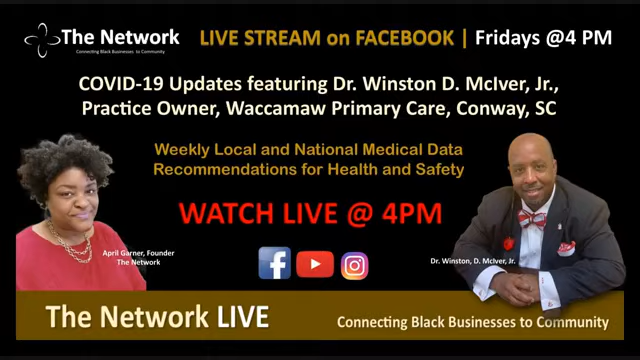 The Network
Connecting Black Businesses to Community
LIVE STREAM on FACEBOOK | Fridays @4 PM
COVID-19 Updates featuring Dr. Winston D. McIver, Jr.,
Practice Owner, Waccamaw Primary Care, Conway, SC
Weekly Local and National Medical Data
Recommendations for Health and Safety
WATCH LIVE @ 4PM
April Garner, Founder
The Network
Dr. Winston, D. McIver, Jr.
The Network LIVE
Connecting Black Businesses to Community